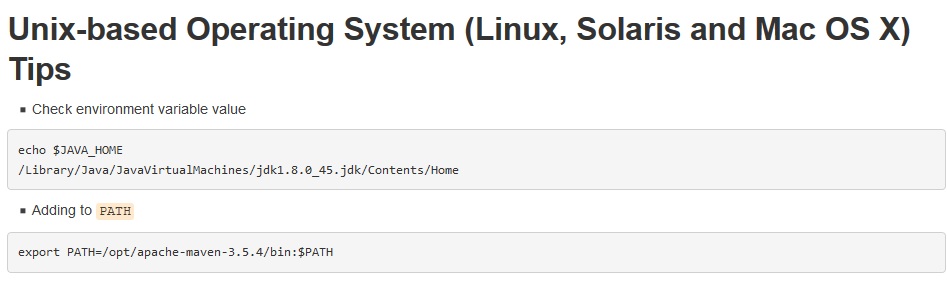 Unix-based Operating System (Linux, Solaris and Mac OS X)
Tips
Check environment variable value
echo $JAVA_HOME
/Library/Java/JavaVirtualMachines/jdk1.8.0_45.jdk/Contents/Home
Adding to PATH
export PATH=/opt/apache-maven-3.5.4/bin:$PATH